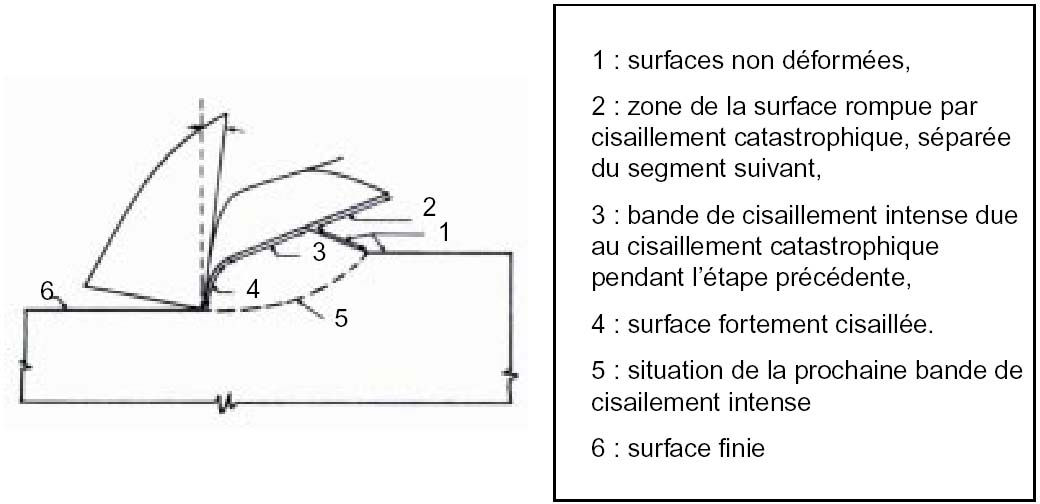 2
1
3
4
5
6
1 : surfaces non déformées,
2 : zone de la surface rompue par
cisaillement catastrophique, séparée
du segment suivant,
3 : bande de cisaillement intense due
au cisaillement catastrophique
pendant l'étape précédente,
4 : surface fortement cisaillée.
5 : situation de la prochaine bande de
cisailement intense
6 : surface finie